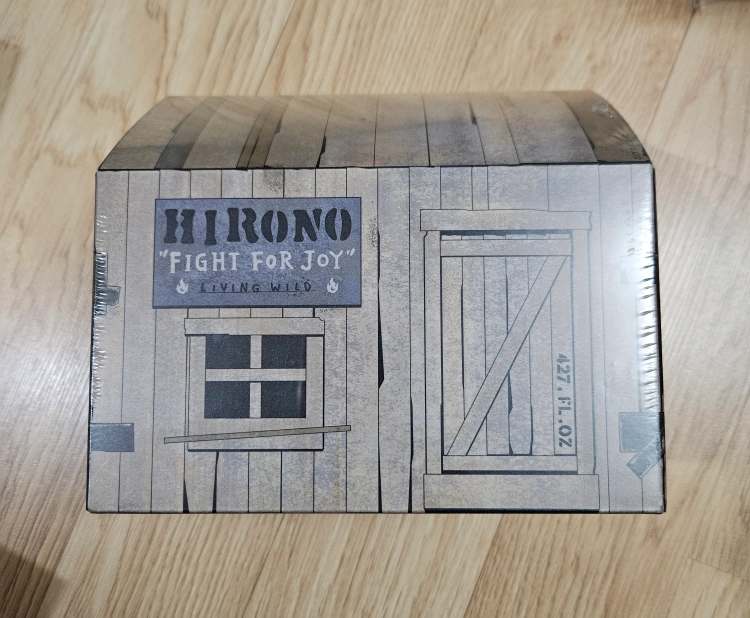 HIRONO
"FIGHT FOR JOY"
LIVING WILD
427. FL.OZ